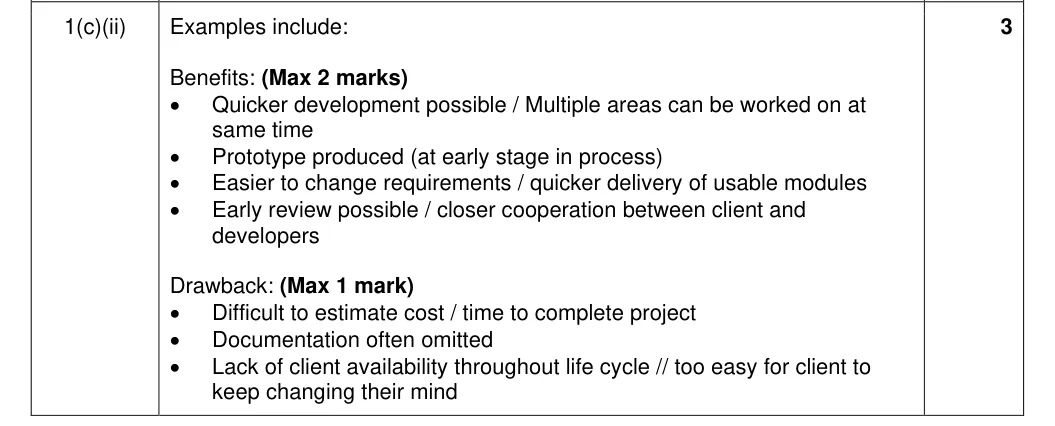 1(c)(ii) Examples include: 3
Benefits: (Max 2 marks)
• Quicker development possible / Multiple areas can be worked on at
same time
• Prototype produced (at early stage in process)
• Easier to change requirements / quicker delivery of usable modules
• Early review possible / closer cooperation between client and
developers
Drawback: (Max 1 mark)
• Difficult to estimate cost / time to complete project
• Documentation often omitted
• Lack of client availability throughout life cycle // too easy for client to
keep changing their mind